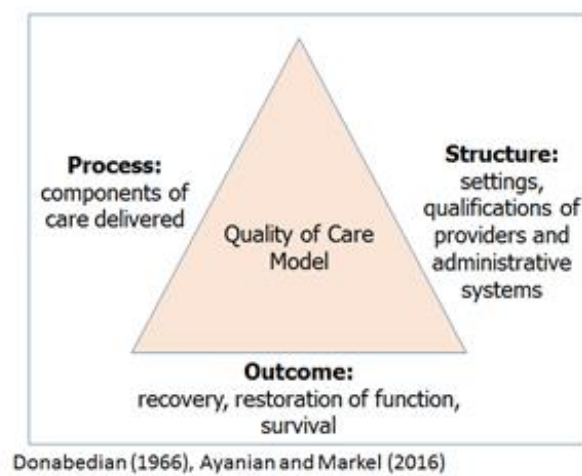 Process:
components of
care delivered
Structure:
settings,
qualifications of
providers and
administrative
systems
Quality of Care
Model
Outcome:
recovery, restoration of function,
survival
Donabedian (1966), Ayanian and Markel (2016)